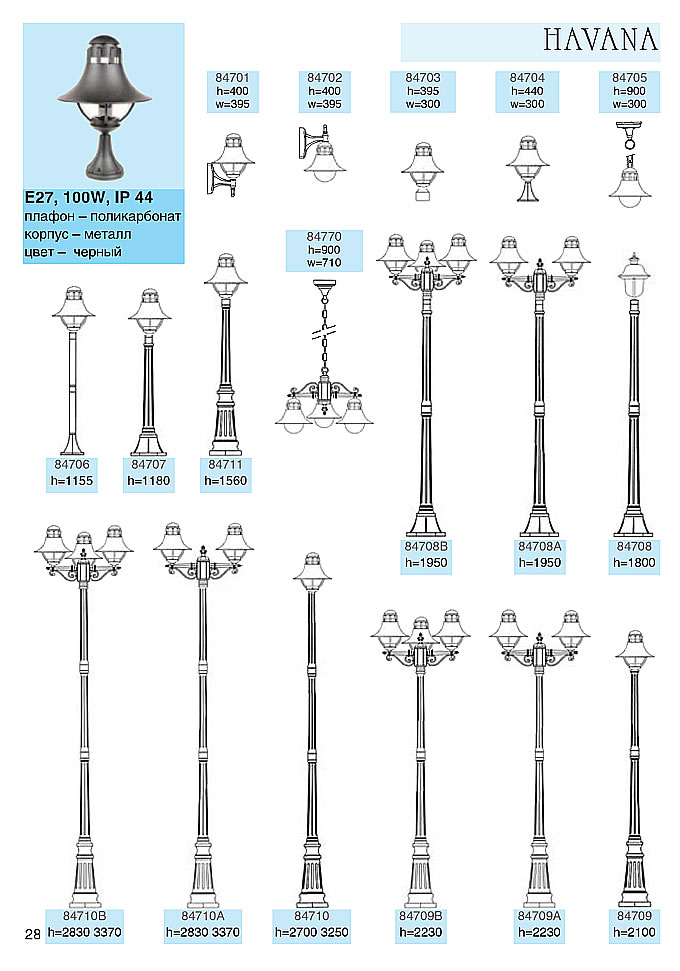 HAVANA
84701
h=400
w=395
84702
h=400
w=395
84703
h=395
w=300
84704
h=440
w=300
84705
h=900
w=300
E27, 100W, IP 44
плафон – поликарбонат
корпус – металл
цвет – черный
84770
h=900
w=710
84706
h=1155
84707
h=1180
84711
h=1560
84708B
h=1950
84708A
h=1950
84708
h=1800
84710B
h=2830 3370
84710A
h=2830 3370
84710
h=2700 3250
84709B
h=2230
84709A
h=2230
84709
h=2100
28